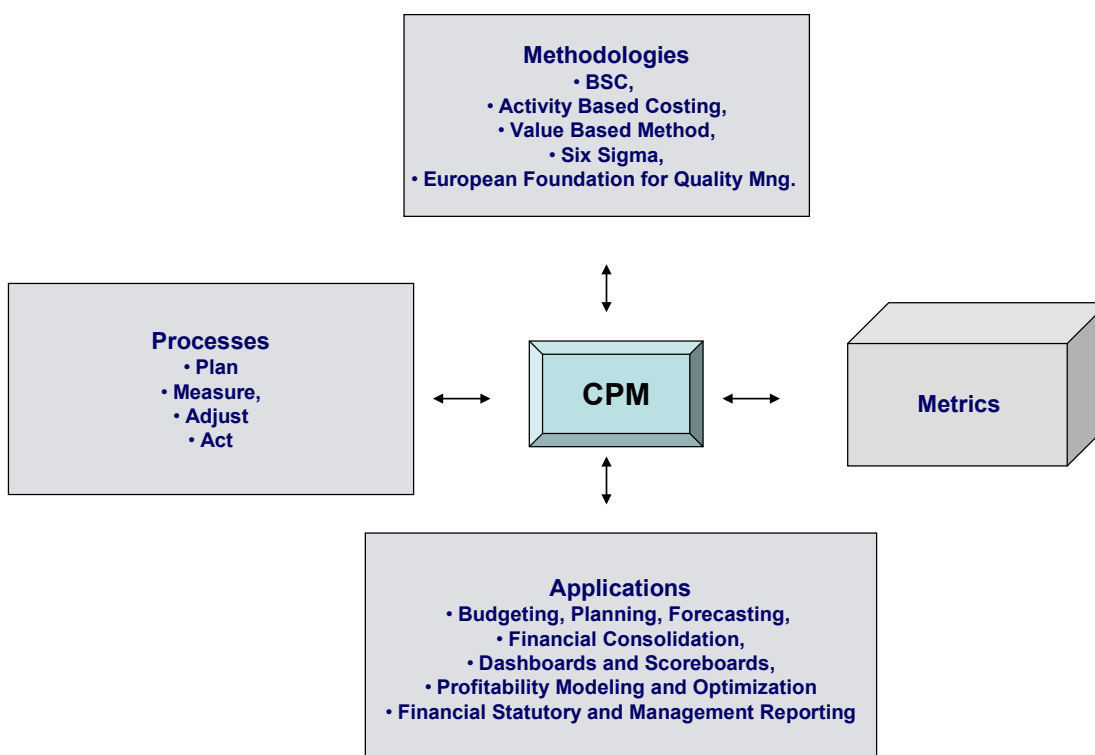 Methodologies
• BSC,
• Activity Based Costing,
• Value Based Method,
• Six Sigma,
• European Foundation for Quality Mng.
Processes
• Plan
• Measure,
• Adjust
• Act
CPM
Metrics
Applications
• Budgeting, Planning, Forecasting,
• Financial Consolidation,
• Dashboards and Scoreboards,
• Profitability Modeling and Optimization
• Financial Statutory and Management Reporting